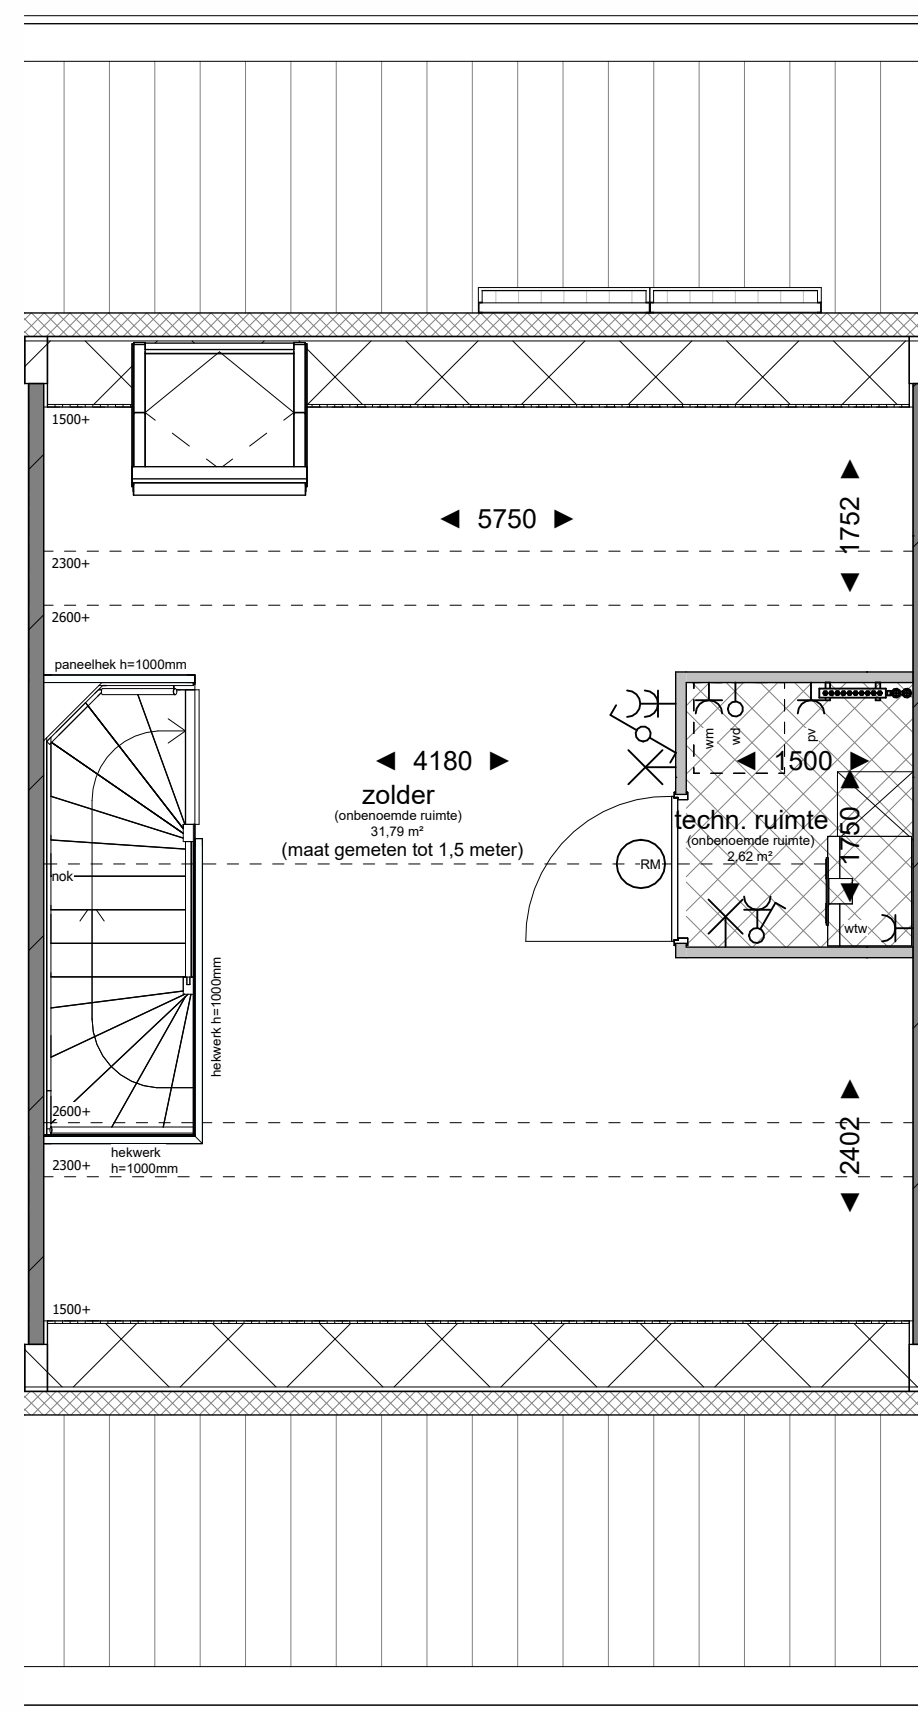 1500+
5750
1752
2300+
2600+
paneelhek h=1000mm
wm
wd
pv
4180
1500
zolder
(onbenoemde ruimte)
31,79 m²
(maat gemeten tot 1,5 meter)
techn. ruimte
(onbenoemde ruimte)
2,62 m²
1750
RM
nok
wtw
hekwerk h=1000mm
2600+
2402
hekwerk
h=1000mm
2300+
1500+